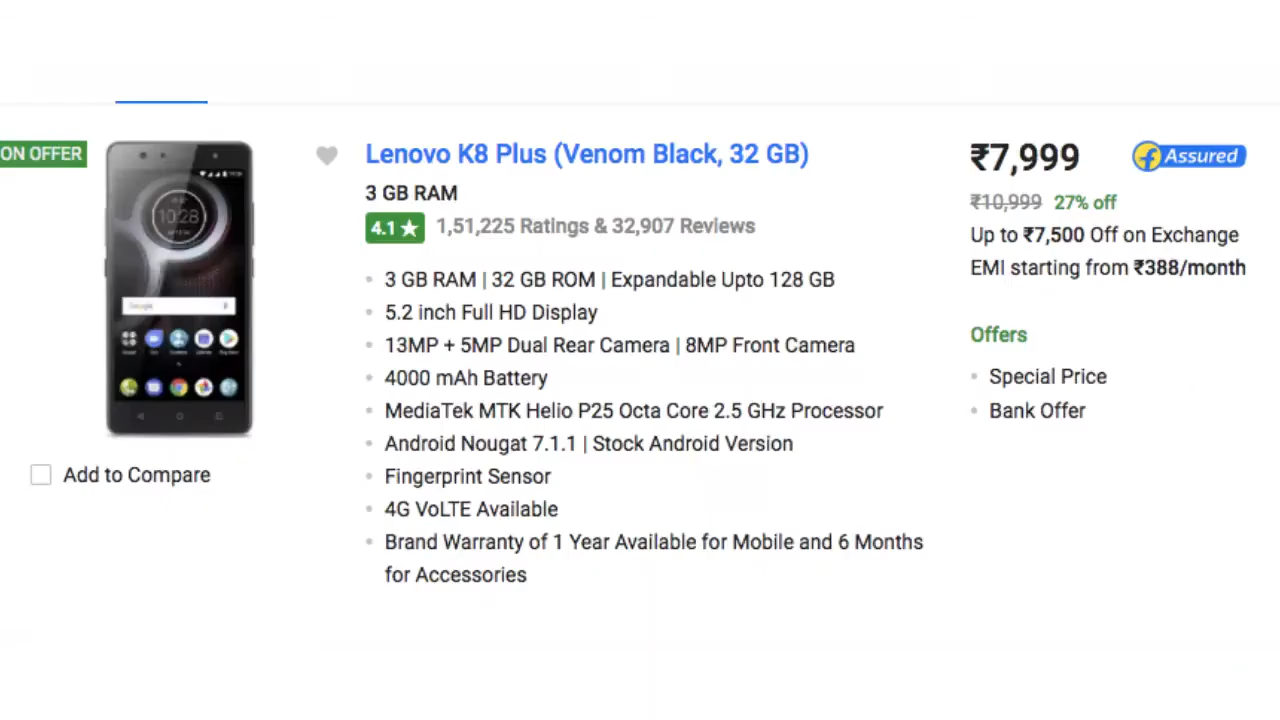 ON OFFER
10:28
Google
Add to Compare
Lenovo K8 Plus (Venom Black, 32 GB)
3 GB RAM
4.1★ 1,51,225 Ratings & 32,907 Reviews
3 GB RAM | 32 GB ROM | Expandable Upto 128 GB
5.2 inch Full HD Display
13MP + 5MP Dual Rear Camera | 8MP Front Camera
4000 mAh Battery
MediaTek MTK Helio P25 Octa Core 2.5 GHz Processor
Android Nougat 7.1.1 | Stock Android Version
Fingerprint Sensor
4G VoLTE Available
Brand Warranty of 1 Year Available for Mobile and 6 Months
for Accessories
₹7,999 f Assured
₹10,999 27% off
Up to ₹7,500 Off on Exchange
EMI starting from ₹388/month
Offers
Special Price
Bank Offer